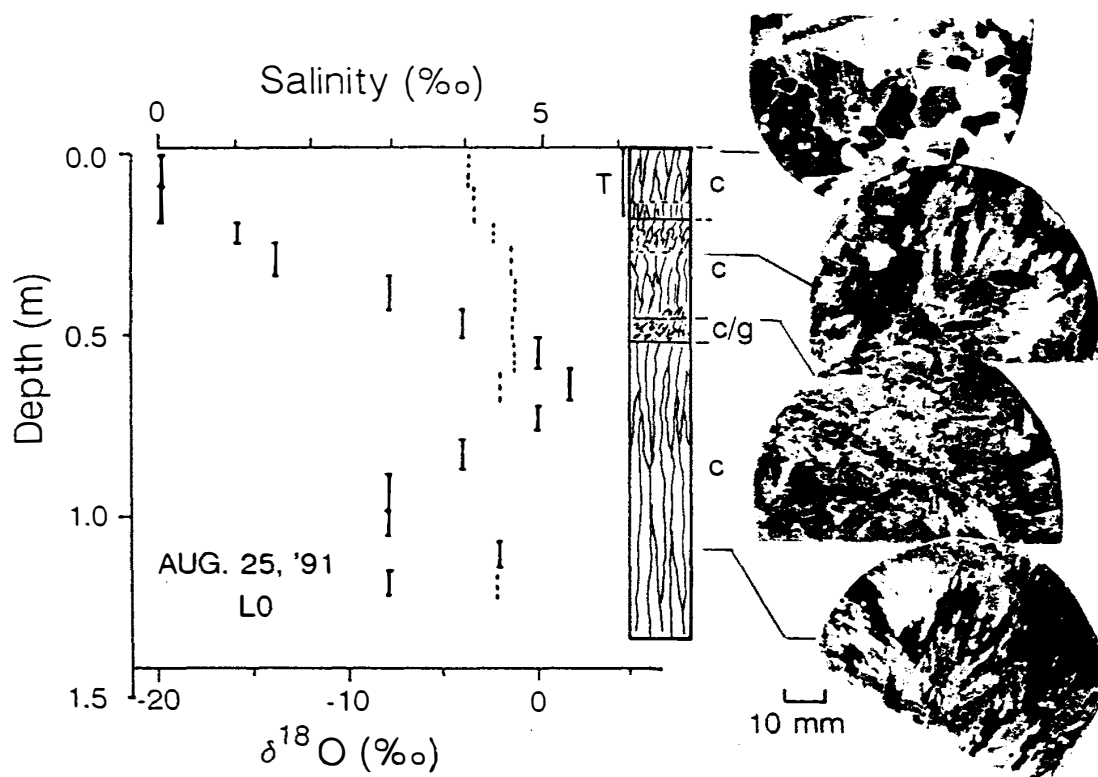 Salinity (‰)
0 5
0.0
0.5
1.0
1.5
Depth (m)
T
c
c
c/g
c
AUG. 25, '91
L0
-20 -10 0
δ18O (‰)
10 mm